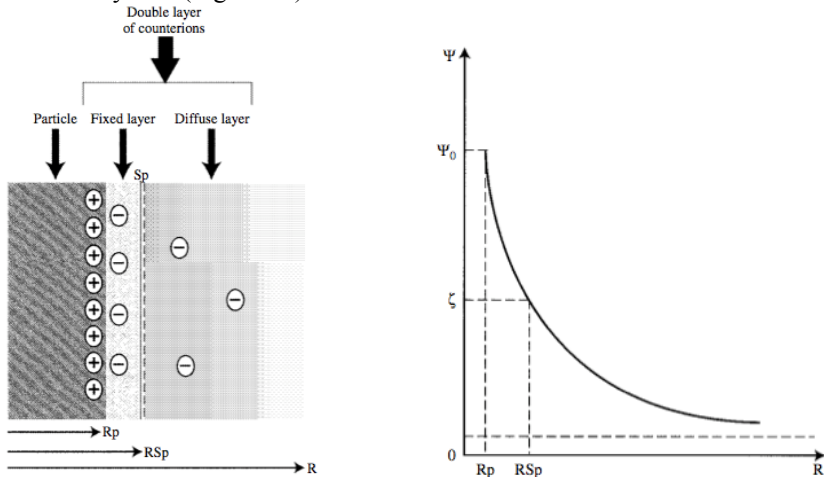 Double layer
of counterions
Particle
Fixed layer
Diffuse layer
Sp
+
+
+
+
+
+
+
+
−
−
−
−
−
−
−
Rp
RSp
R
Ψ
Ψ0
ζ
0
Rp
RSp
R